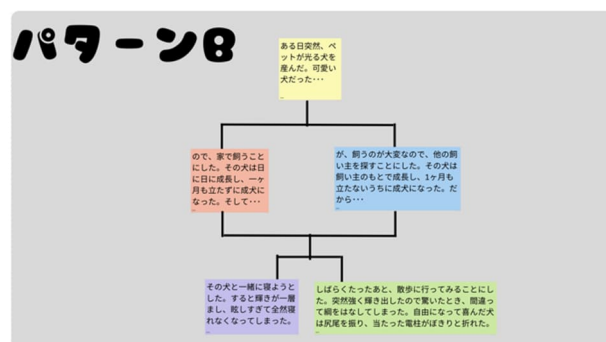 パターンB
ある日突然、ペ
ットが光る犬を
産んだ。可愛い
犬だった・・・
ので、家で飼うこと
にした。その犬は日
に日に成長し、一ヶ
月も立たずに成犬に
なった。そして・・・
が、飼うのが大変なので、他の飼
い主を探すことにした。その犬は
飼い主のもとで成長し、1ヶ月も
立たないうちに成犬になった。だ
から・・・
その犬と一緒に寝ようと
した。すると輝きが一層
まし、眩しすぎて全然寝
れなくなってしまった。
しばらくたったあと、散歩に行ってみることにし
た。突然強く輝き出したので驚いたとき、間違っ
て綱をはなしてしまった。自由になって喜んだ犬
は尻尾を振り、当たった電柱がぽきりと折れた。